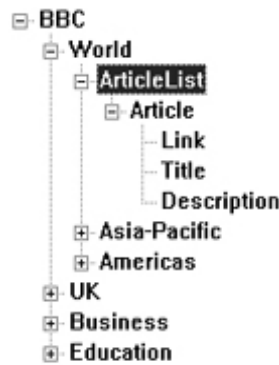 BBC
World
ArticleList
Article
Link
Title
Description
Asia-Pacific
Americas
UK
Business
Education